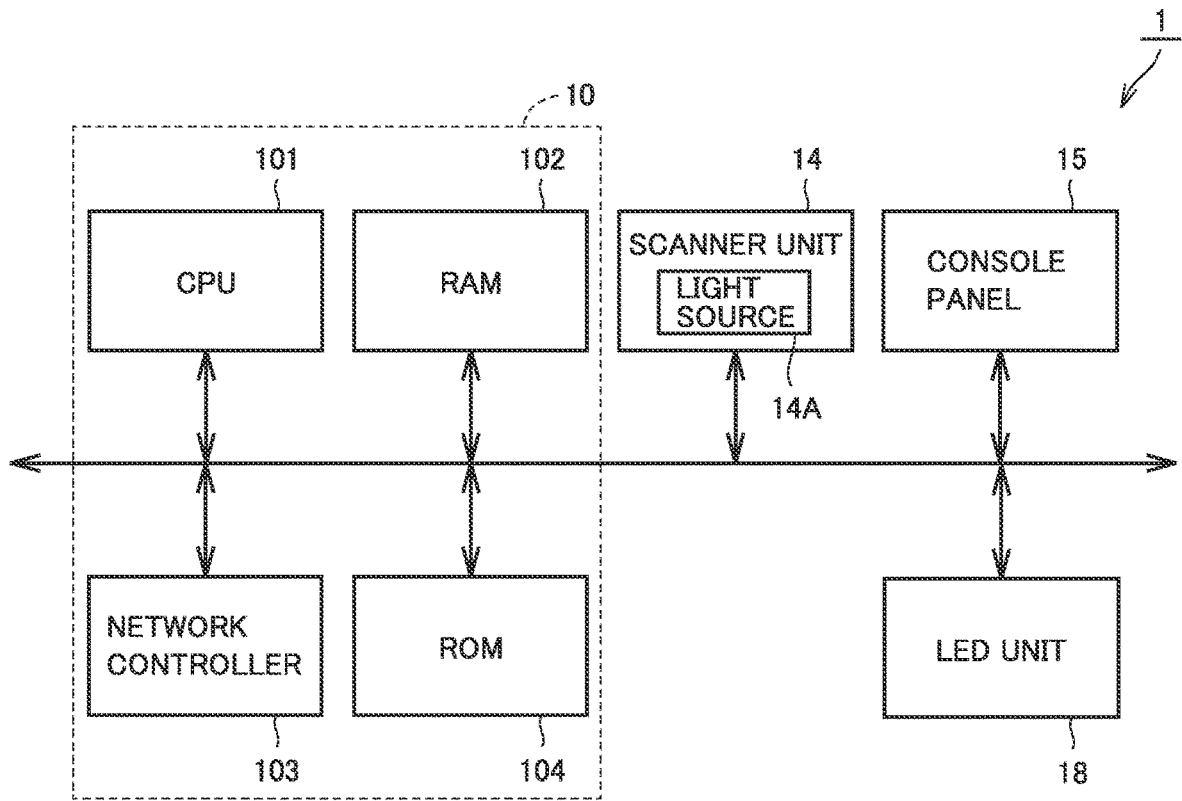 1
10
101
102
14
15
CPU
RAM
SCANNER UNIT
LIGHT
SOURCE
14A
CONSOLE
PANEL
NETWORK
CONTROLLER
ROM
LED UNIT
103
104
18